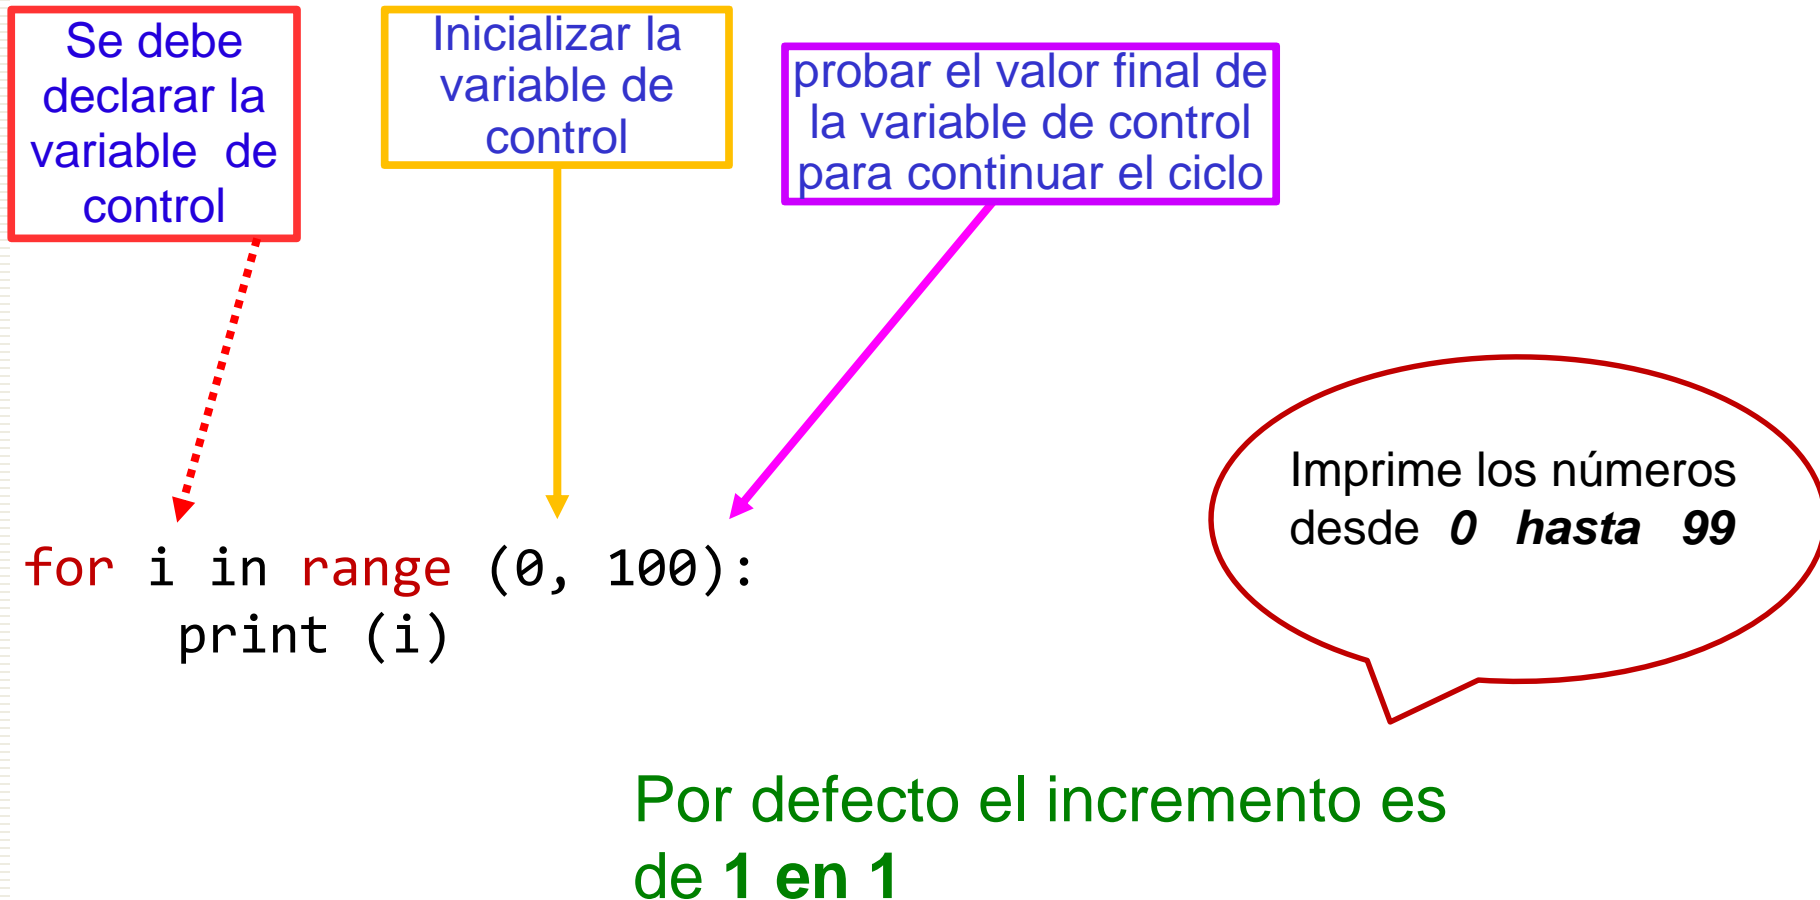 Se debe
declarar la
variable de
control
Inicializar la
variable de
control
probar el valor final de
la variable de control
para continuar el ciclo
for i in range (0, 100):
print (i)
Imprime los números
desde 0 hasta 99
Por defecto el incremento es
de 1 en 1